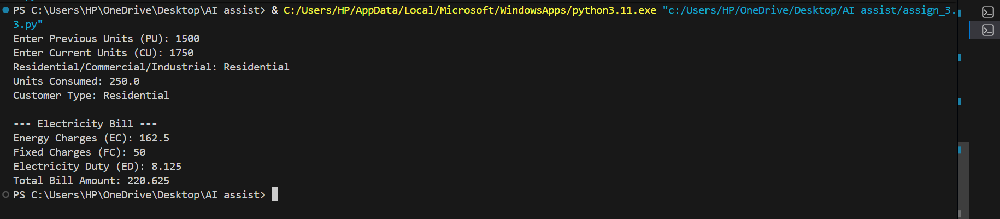 PS C:\Users\HP\OneDrive\Desktop\AI assist> & C:/Users/HP/AppData/Local/Microsoft/WindowsApps/python3.11.exe "c:/Users/HP/OneDrive/Desktop/AI assist/assign_3.
3.py"
Enter Previous Units (PU): 1500
Enter Current Units (CU): 1750
Residential/Commercial/Industrial: Residential
Units Consumed: 250.0
Customer Type: Residential
--- Electricity Bill ---
Energy Charges (EC): 162.5
Fixed Charges (FC): 50
Electricity Duty (ED): 8.125
Total Bill Amount: 220.625
PS C:\Users\HP\OneDrive\Desktop\AI assist>